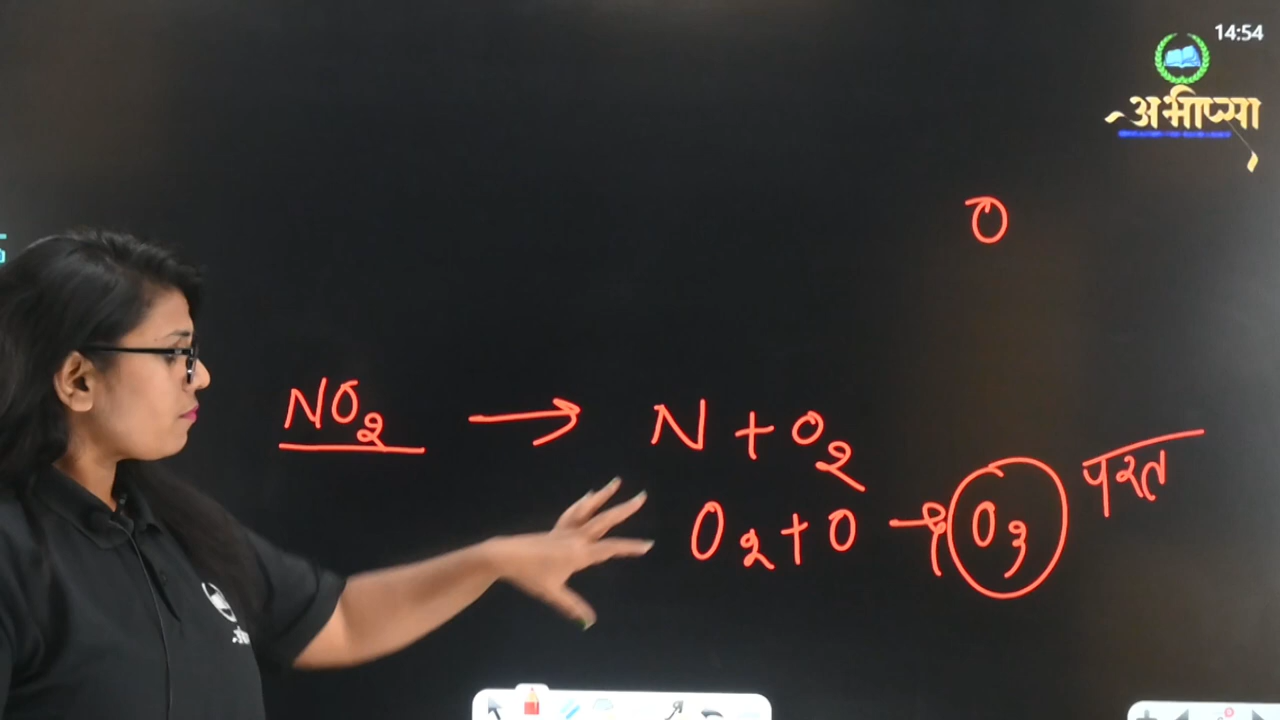 14:54
अभीप्सा
O
NO₂ → N + O₂
O₂ + O → O₃ परत